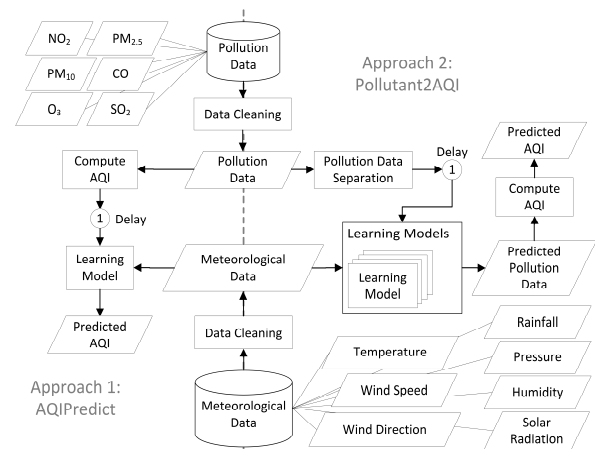 NO₂
PM₂.₅
Pollution
Data
PM₁₀
CO
O₃
SO₂
Approach 2:
Pollutant2AQI
Data Cleaning
Predicted
AQI
Compute
AQI
Pollution
Data
Pollution Data
Separation
Delay
1
Compute
AQI
1
Delay
Learning
Model
Meteorological
Data
Learning Models
Learning
Model
Predicted
Pollution
Data
Predicted
AQI
Data Cleaning
Approach 1:
AQIPredict
Meteorological
Data
Temperature
Rainfall
Wind Speed
Pressure
Humidity
Wind Direction
Solar
Radiation